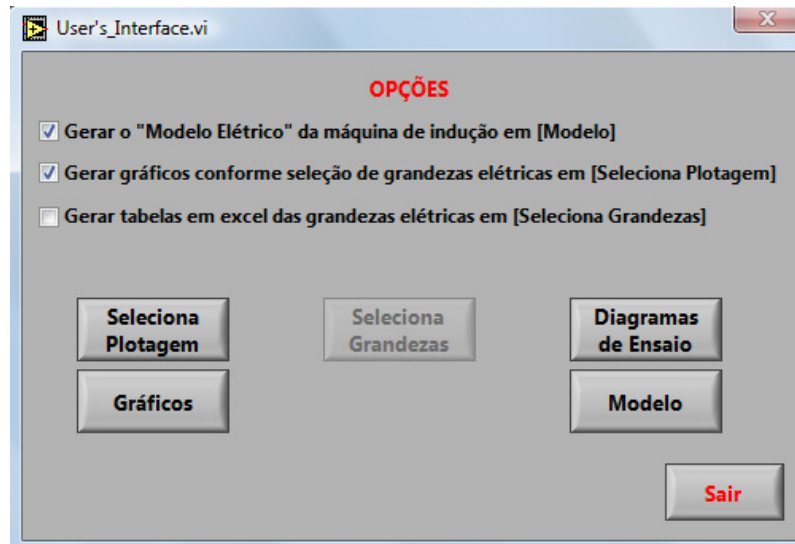 User's_Interface.vi
OPÇÕES
Gerar o "Modelo Elétrico" da máquina de indução em [Modelo]
Gerar gráficos conforme seleção de grandezas elétricas em [Seleciona Plotagem]
Gerar tabelas em excel das grandezas elétricas em [Seleciona Grandezas]
Seleciona
Plotagem
Seleciona
Grandezas
Diagramas
de Ensaio
Gráficos
Modelo
Sair